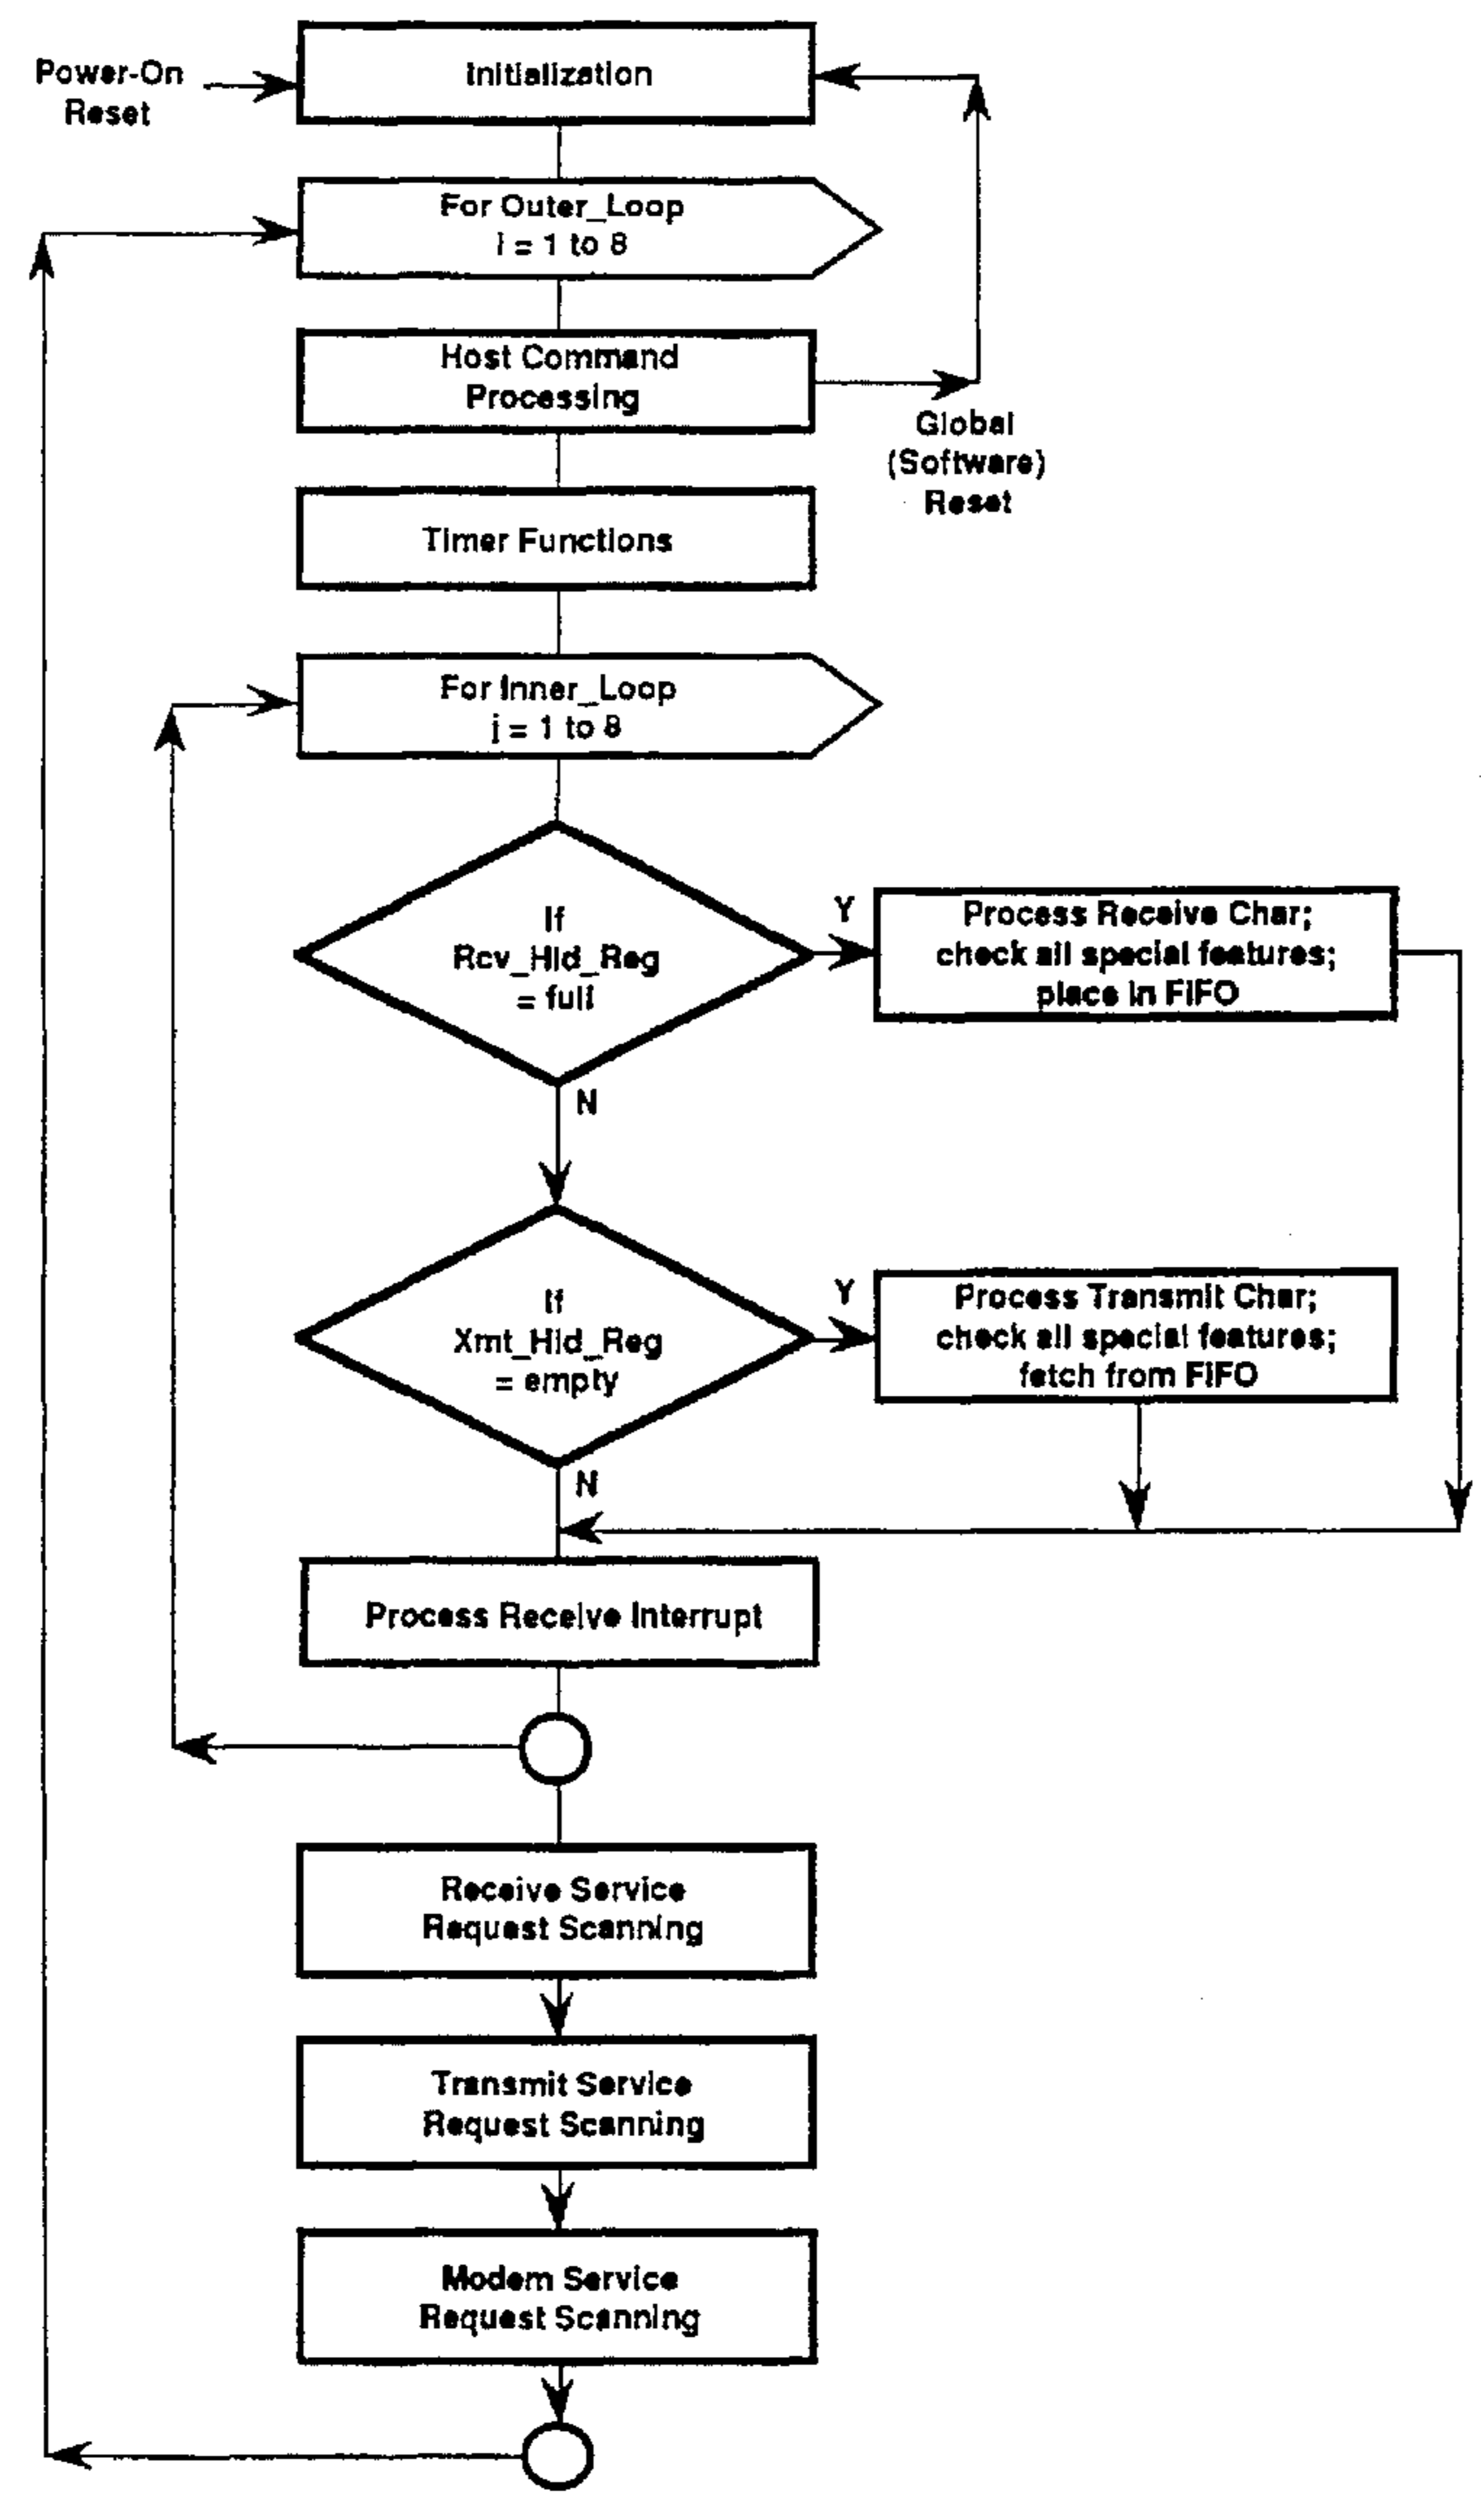 Power-On
Reset
Initialization
For Outer_Loop
i = 1 to 8
Host Command
Processing
Global
(Software)
Reset
Timer Functions
For Inner_Loop
j = 1 to 8
If
Rcv_Hld_Reg
= full
Y
Process Receive Char;
check all special features;
place in FIFO
N
If
Xmt_Hld_Reg
= empty
Y
Process Transmit Char;
check all special features;
fetch from FIFO
N
Process Receive Interrupt
Receive Service
Request Scanning
Transmit Service
Request Scanning
Modem Service
Request Scanning